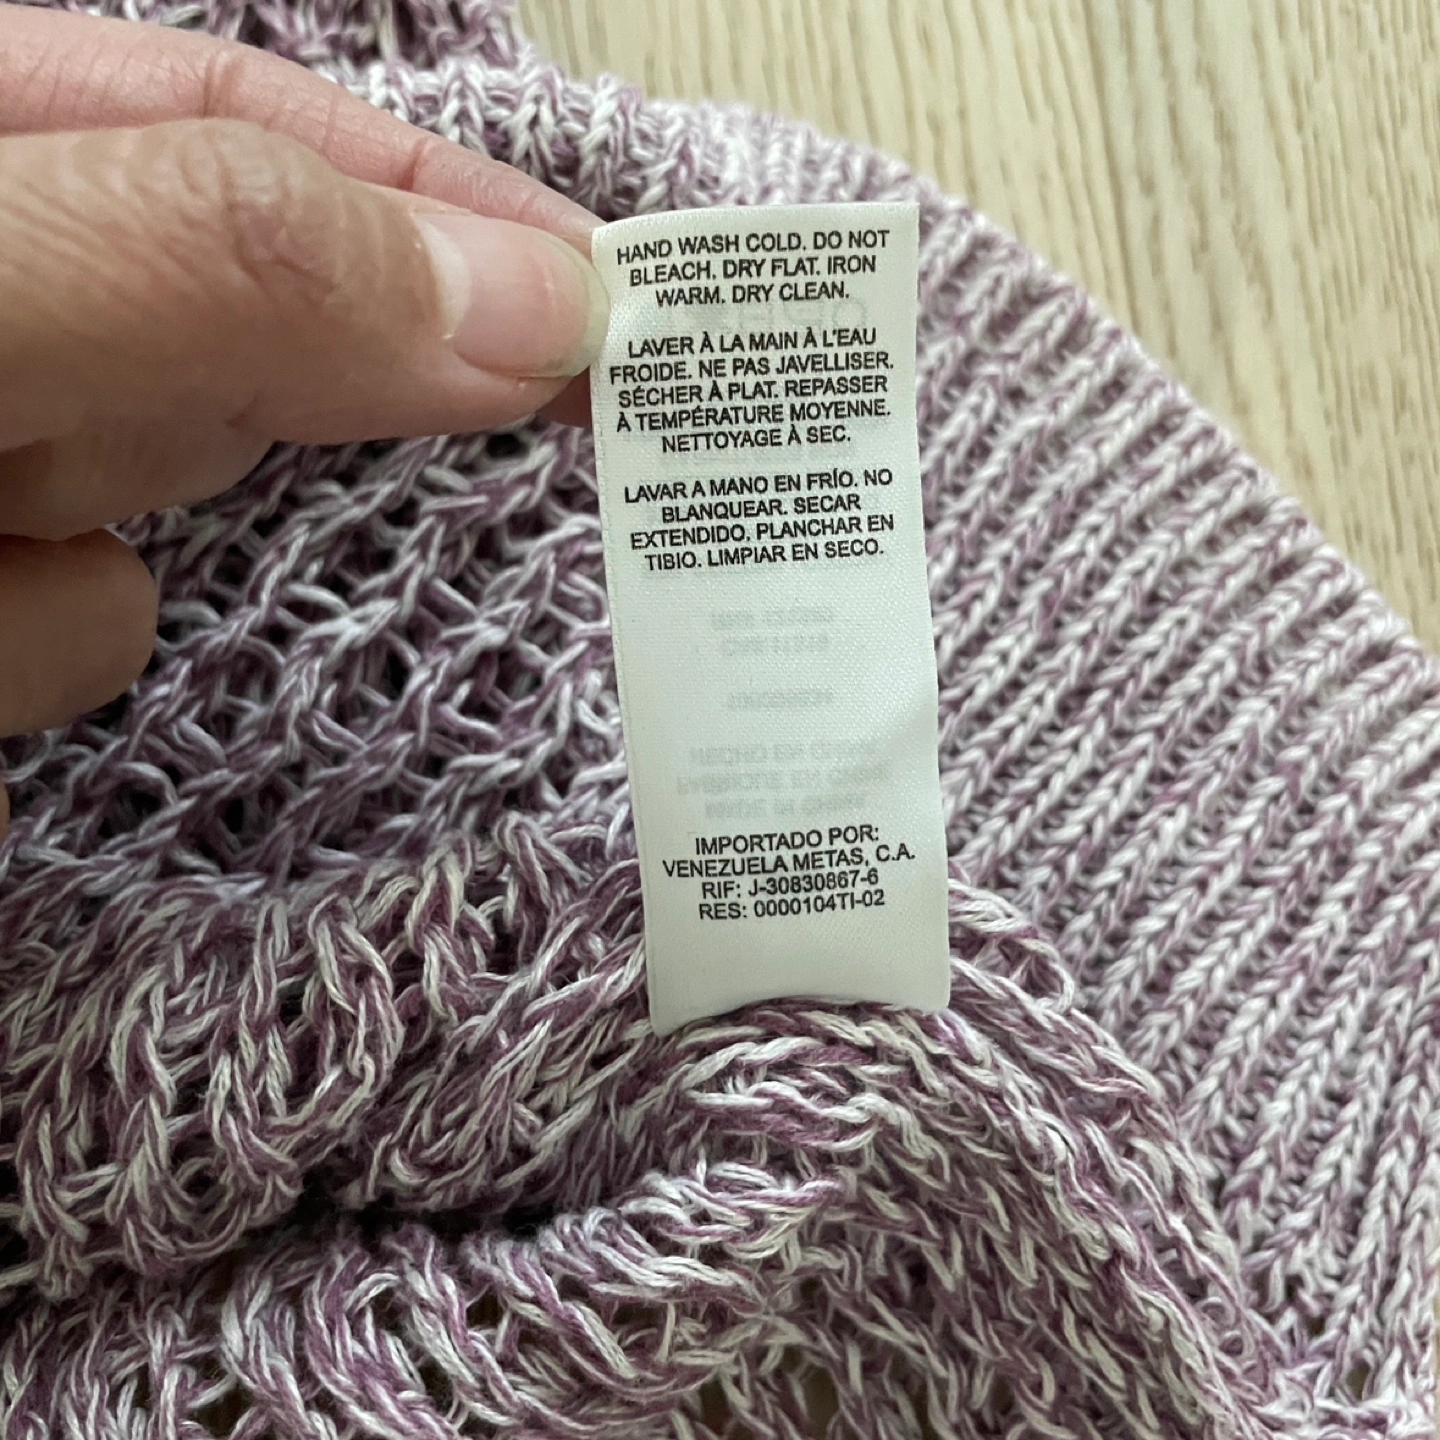 HAND WASH COLD. DO NOT
BLEACH. DRY FLAT. IRON
WARM. DRY CLEAN.
LAVER À LA MAIN À L'EAU
FROIDE. NE PAS JAVELLISER.
SÉCHER À PLAT. REPASSER
À TEMPÉRATURE MOYENNE.
NETTOYAGE À SEC.
LAVAR A MANO EN FRÍO. NO
BLANQUEAR. SECAR
EXTENDIDO. PLANCHAR EN
TIBIO. LIMPIAR EN SECO.
IMPORTADO POR:
VENEZUELA METAS, C.A.
RIF: J-30830867-6
RES: 0000104TI-02